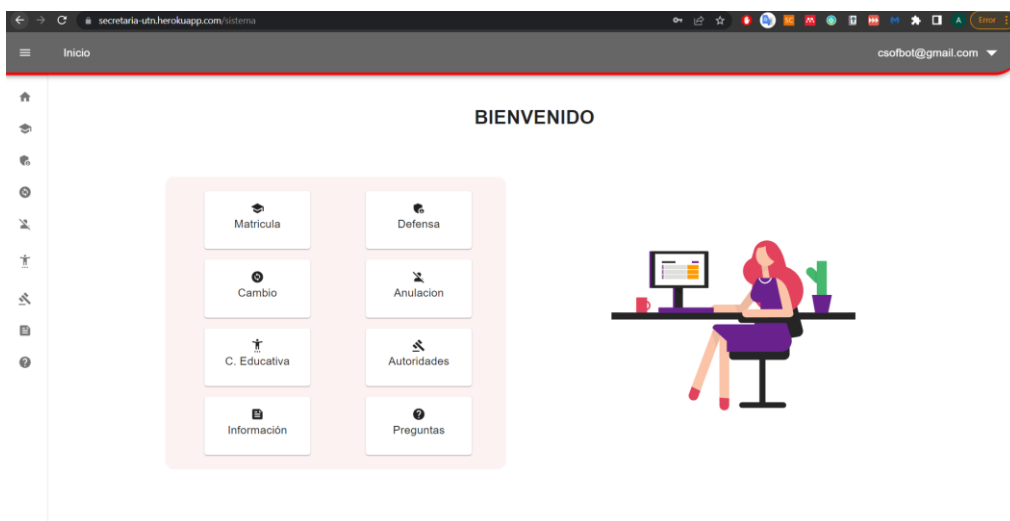 secretaria-utn.herokuapp.com/sistema
Error
Inicio
csofbot@gmail.com
BIENVENIDO
Matricula
Defensa
Cambio
Anulacion
C. Educativa
Autoridades
Información
Preguntas